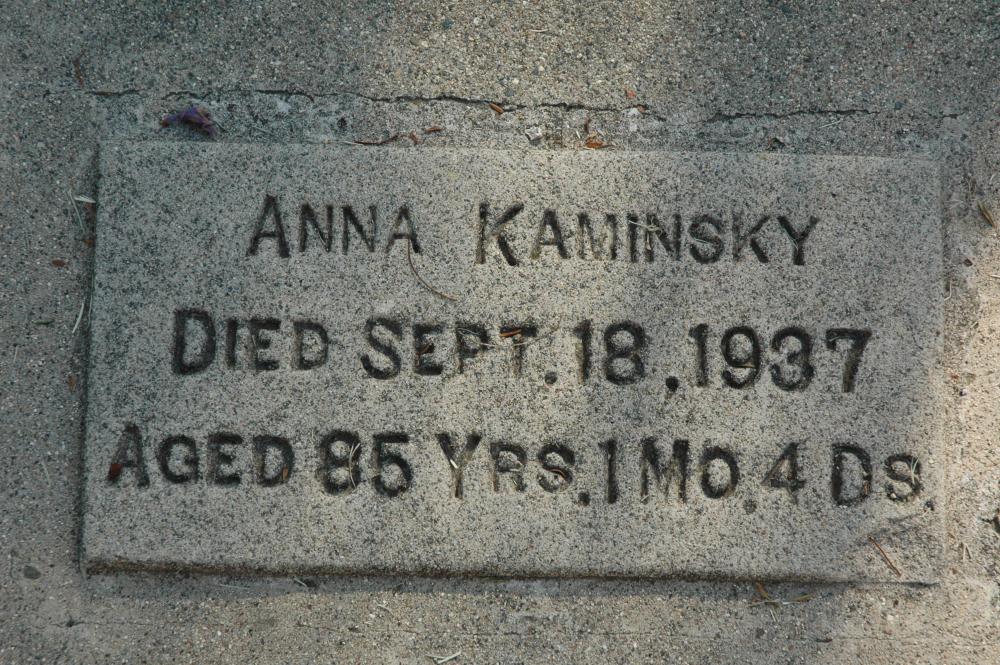 ANNA KAMINSKY
DIED SEPT. 18, 1937
AGED 85 YRS. 1 MO. 4 DS.